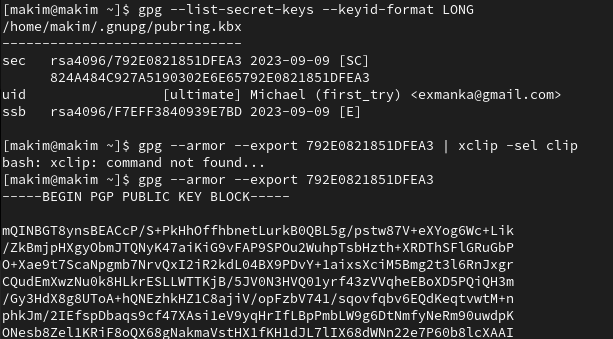 [makim@makim ~]$ gpg --list-secret-keys --keyid-format LONG
/home/makim/.gnupg/pubring.kbx
------------------------------
sec   rsa4096/792E0821851DFEA3 2023-09-09 [SC]
      824A484C927A5190302E6E65792E0821851DFEA3
uid                 [ultimate] Michael (first_try) <exmanka@gmail.com>
ssb   rsa4096/F7EFF3840939E7BD 2023-09-09 [E]

[makim@makim ~]$ gpg --armor --export 792E0821851DFEA3 | xclip -sel clip
bash: xclip: command not found...
[makim@makim ~]$ gpg --armor --export 792E0821851DFEA3
-----BEGIN PGP PUBLIC KEY BLOCK-----

mQINBGT8ynsBEACcP/S+PkHhOffhbnetLurkB0QBL5g/pstw87V+eXYog6Wc+Lik
/ZkBmjpHXgyObmJTQNyK47aiKiG9vFAP9SPOu2WuhpTsbHzth+XRDThSFlGRuGbP
O+Xae9t7ScaNpgmb7NrvQxI2iR2kdL04BX9PDvY+1aixsXciM5Bmg2t3l6RnJxgr
CQudEmXwzNu0k8HLkrESLLWTTKjB/5JV0N3HVQ01yrf43zVVqheEBoXD5PQiQH3m
/Gy3HdX8g8UToA+hQNEzhkHZ1C8ajiV/opFzbV741/sqovfqbv6EQdKeqtvwtM+n
phkJm/2IEfspDbaqs9cf47XAsi1eV9yqHrIfLBpPmbLW9g6DtNmfyNeRm90uwdpK
ONesb8Zel1KRiF8oQX68gNakmaVstHX1fKH1dJL7lIX68dWNn22e7P60b8lcXAAI